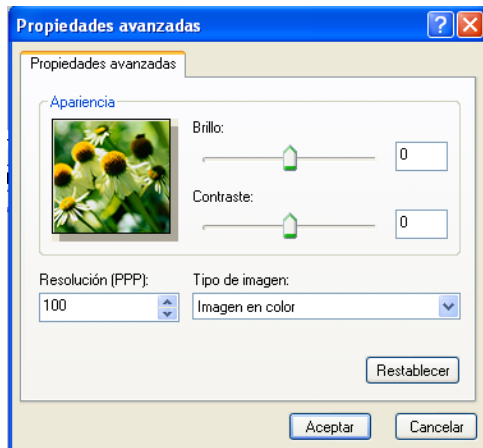 Propiedades avanzadas
Propiedades avanzadas
Apariencia
Brillo:
0
Contraste:
0
Resolución (PPP):
Tipo de imagen:
100
Imagen en color
Restablecer
Aceptar
Cancelar